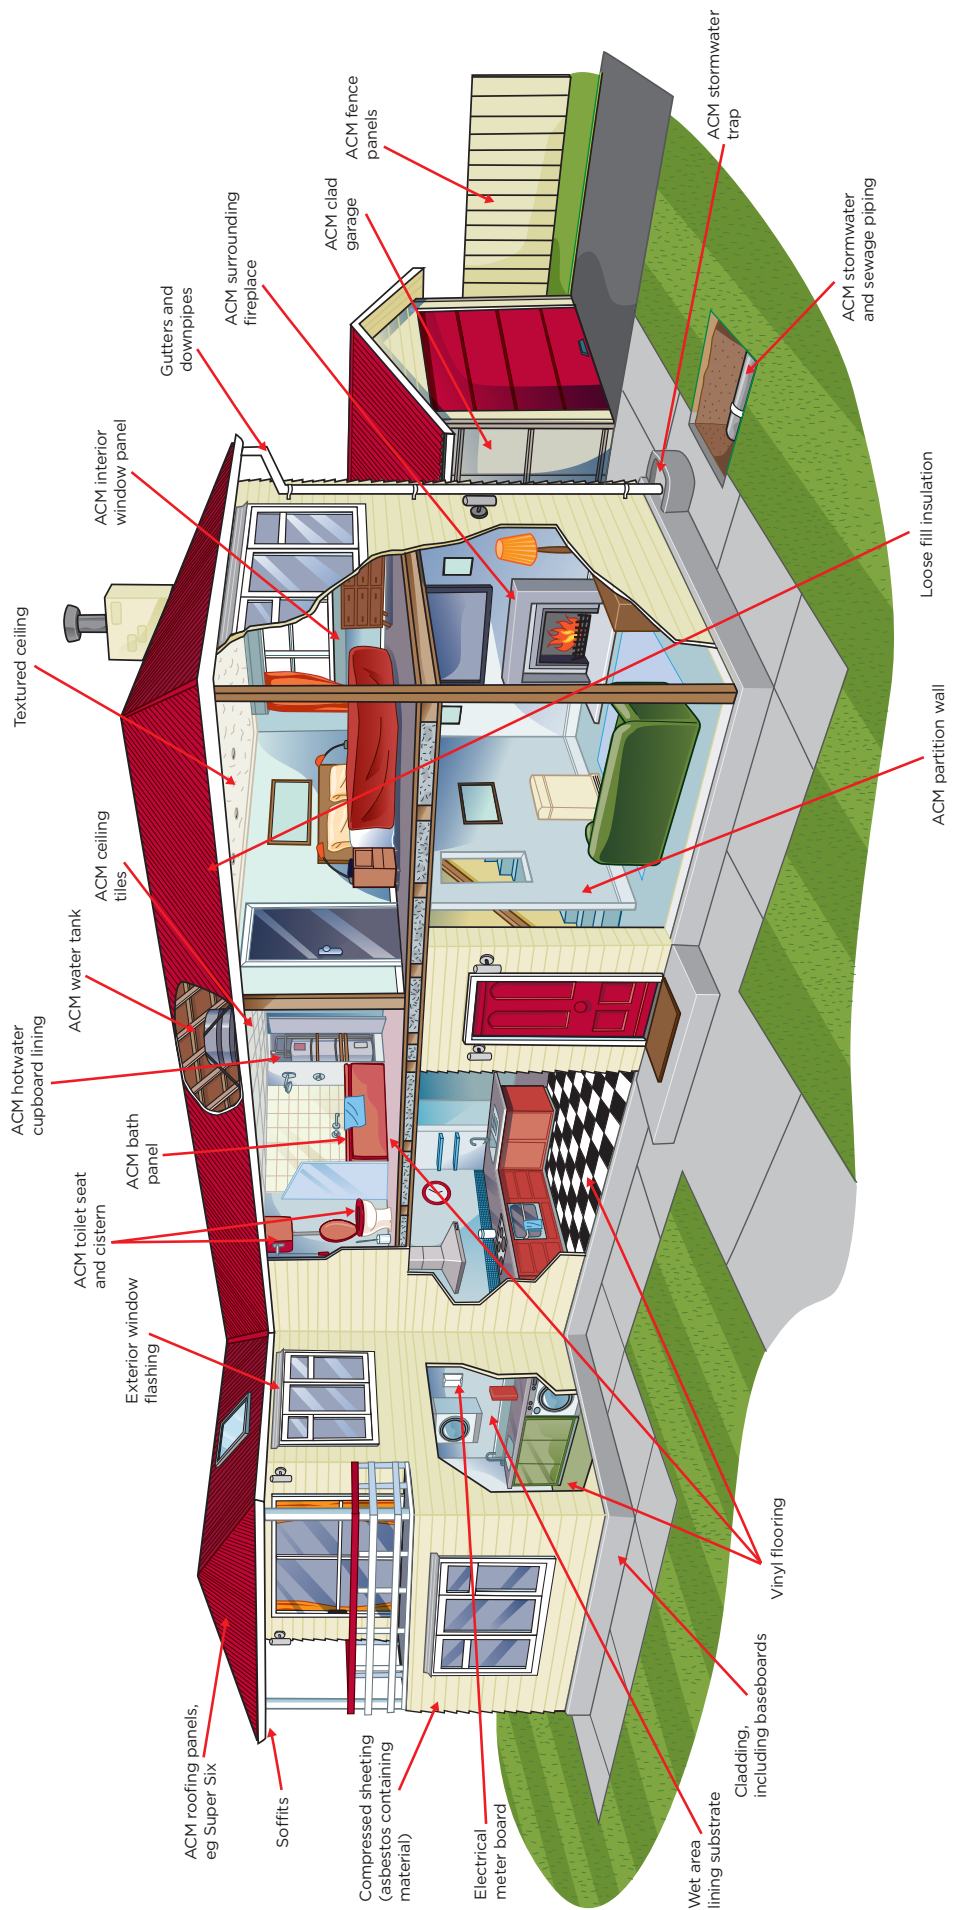 ACM roofing panels,
eg Super Six
Soffits
Compressed sheeting
(asbestos containing
material)
Electrical
meter board
Wet area
lining substrate
Cladding,
including baseboards
Vinyl flooring
Exterior window
flashing
ACM toilet seat
and cistern
ACM bath
panel
ACM hotwater
cupboard lining
ACM water tank
ACM ceiling
tiles
Textured ceiling
ACM interior
window panel
Gutters and
downpipes
ACM surrounding
fireplace
ACM clad
garage
ACM fence
panels
ACM stormwater
trap
ACM stormwater
and sewage piping
Loose fill insulation
ACM partition wall